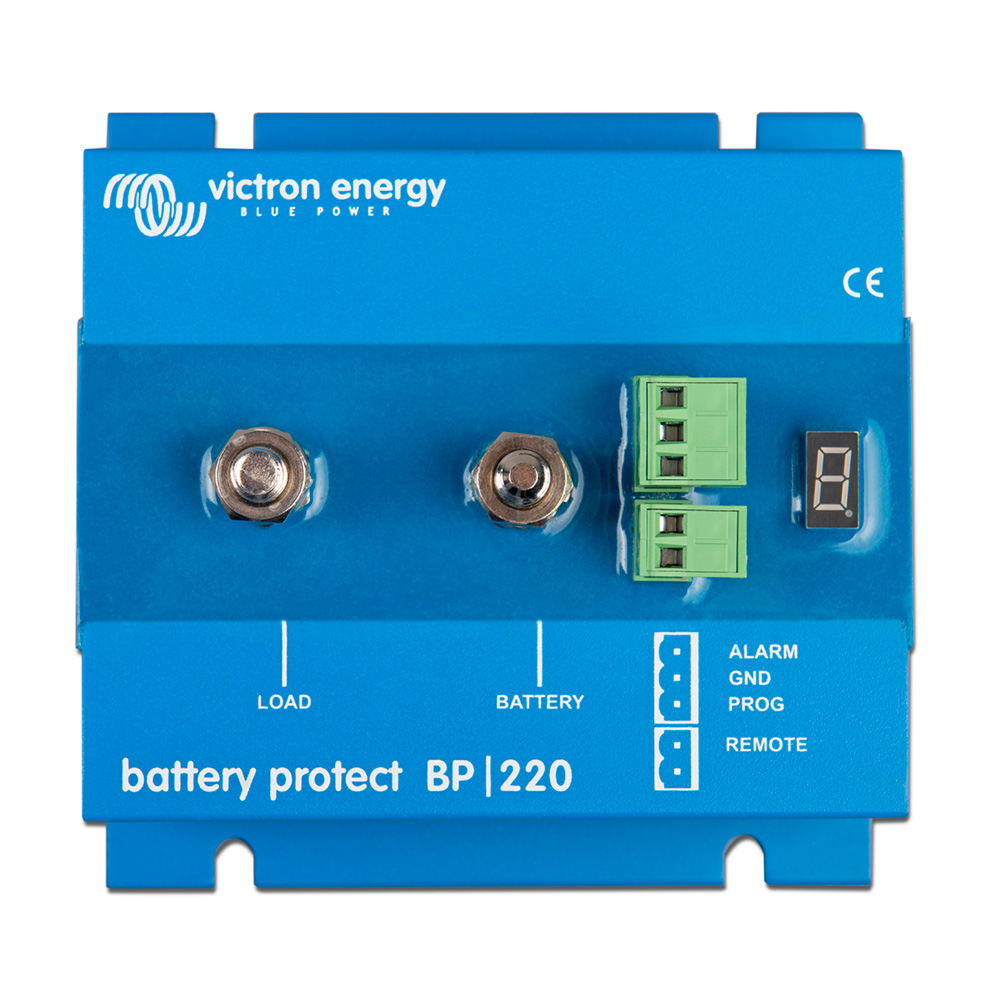 victron energy
BLUE POWER
CE
LOAD
BATTERY
ALARM
GND
PROG
REMOTE
battery protect BP|220